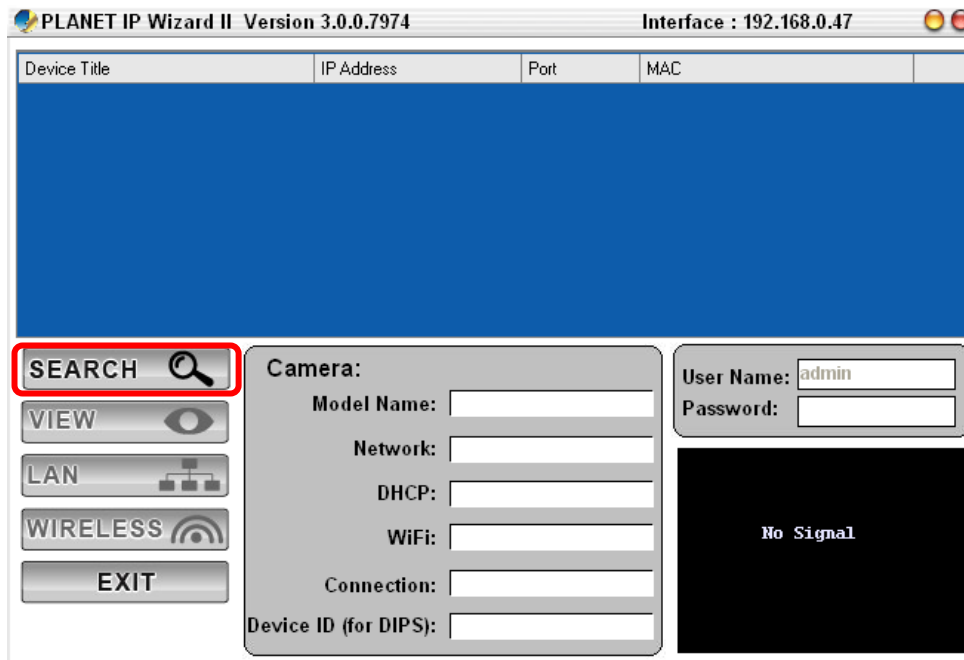 PLANET IP Wizard II Version 3.0.0.7974 Interface : 192.168.0.47
Device Title IP Address Port MAC
SEARCH
VIEW
LAN
WIRELESS
EXIT
Camera:
Model Name:
Network:
DHCP:
WiFi:
Connection:
Device ID (for DIPS):
User Name: admin
Password:
No Signal